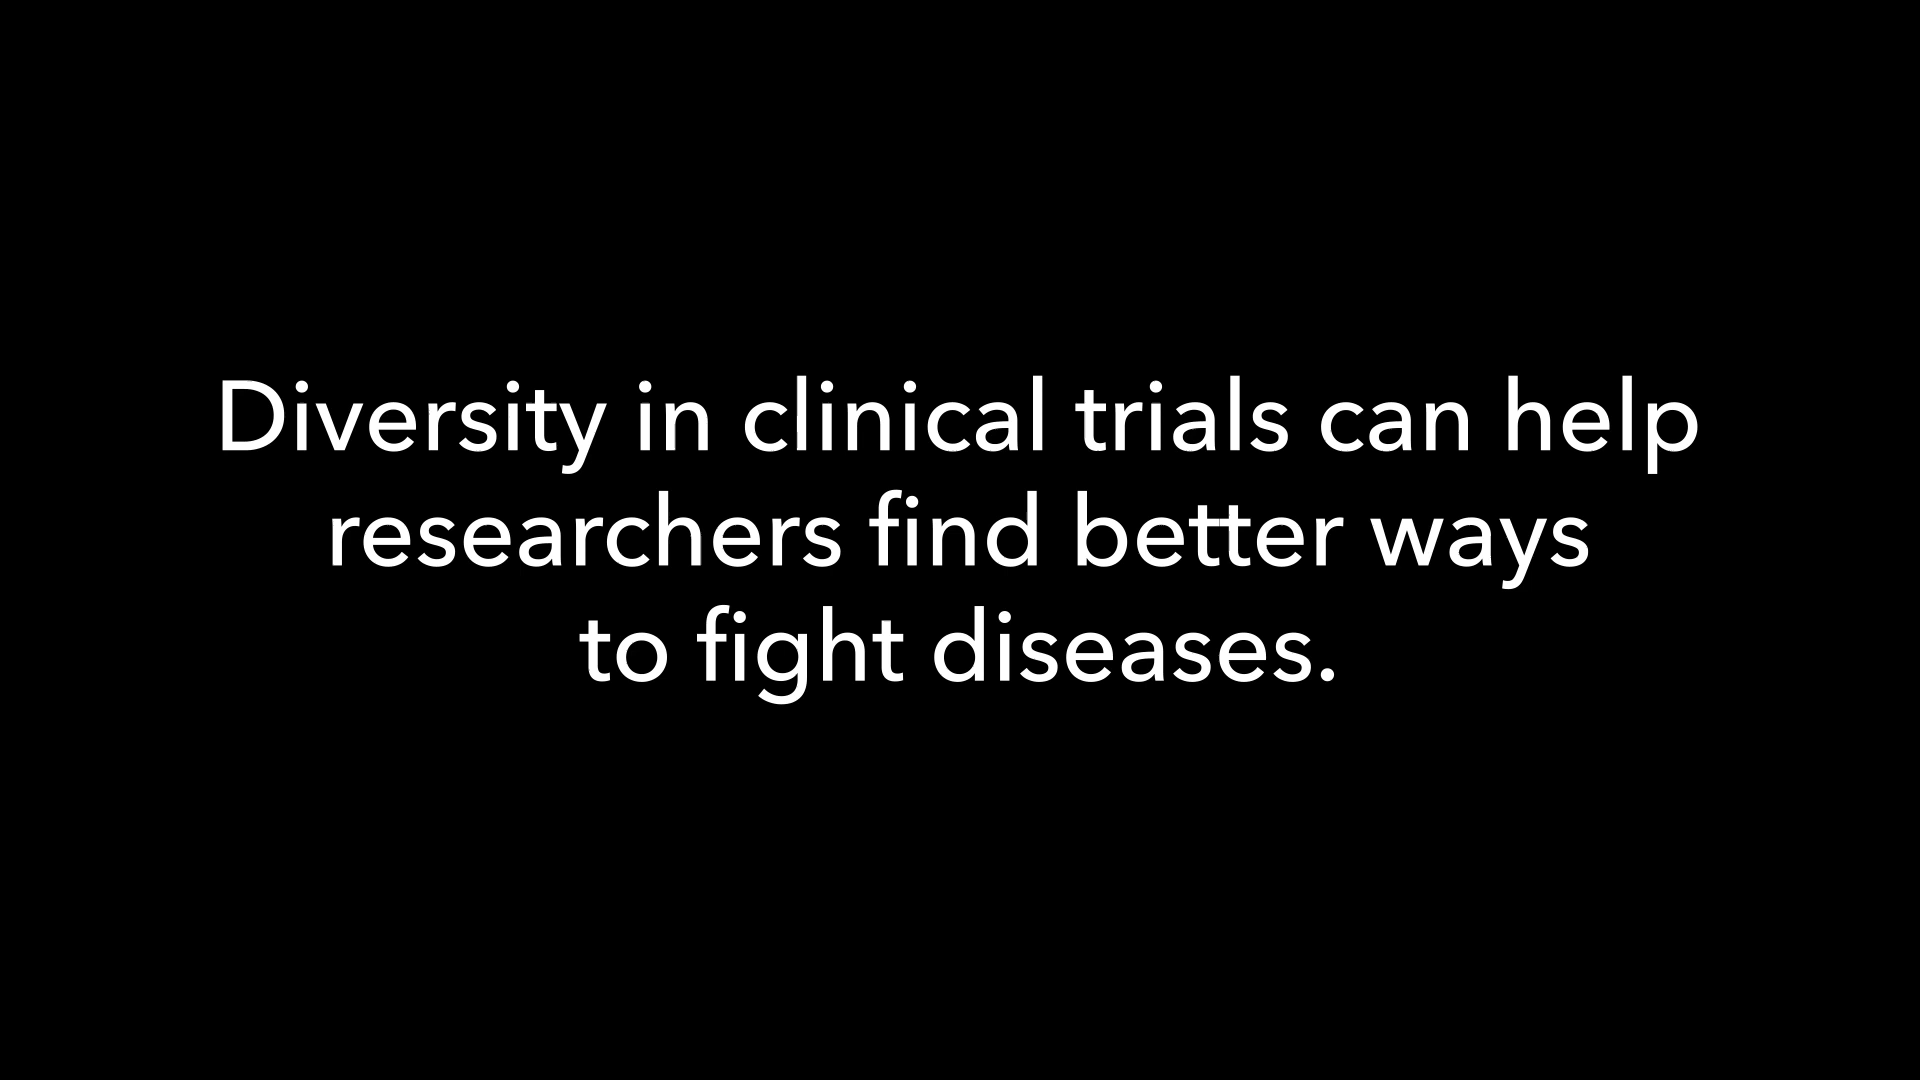 Diversity in clinical trials can help
researchers find better ways
to fight diseases.